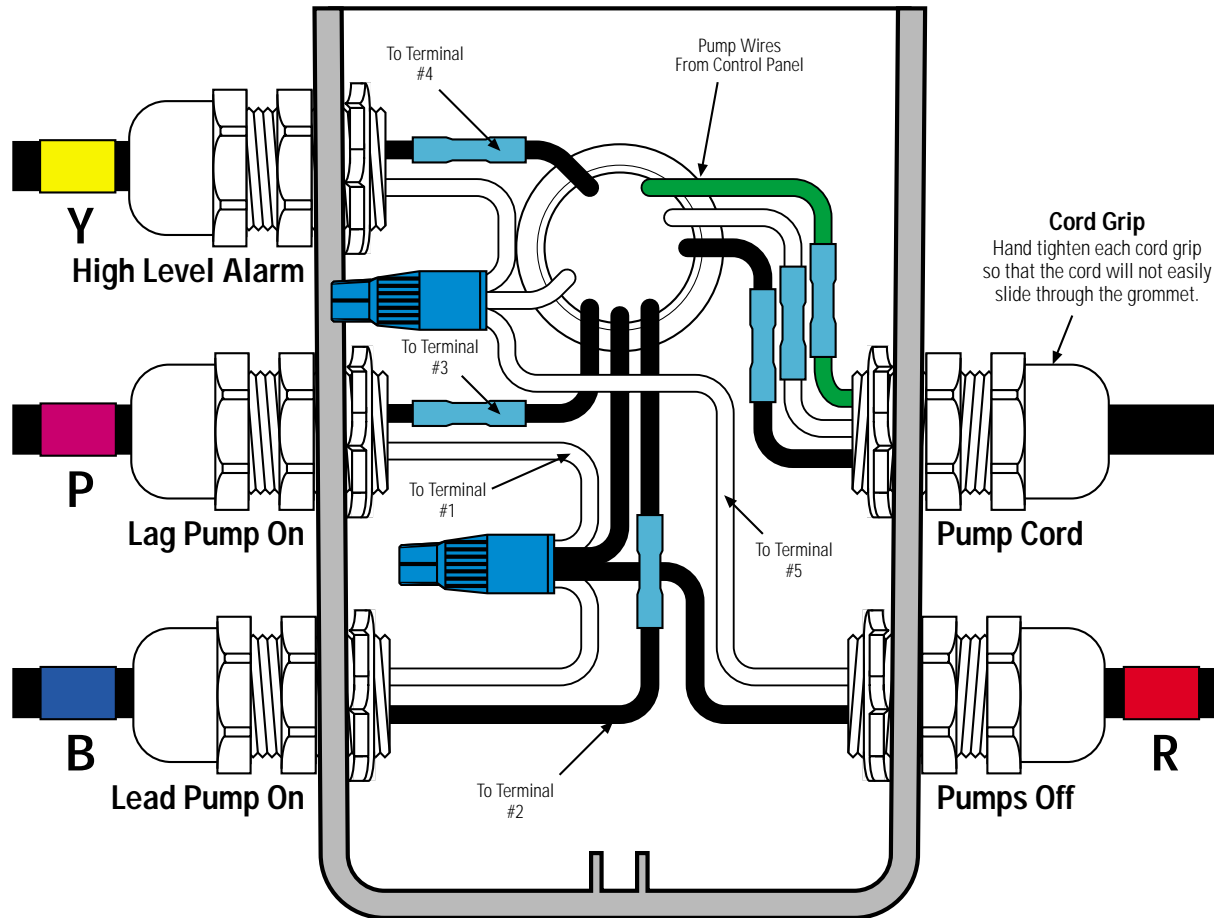 To Terminal
#4
Pump Wires
From Control Panel
Y
High Level Alarm
Cord Grip
Hand tighten each cord grip
so that the cord will not easily
slide through the grommet.
To Terminal
#3
P
Lag Pump On
To Terminal
#1
Pump Cord
To Terminal
#5
B
Lead Pump On
To Terminal
#2
R
Pumps Off